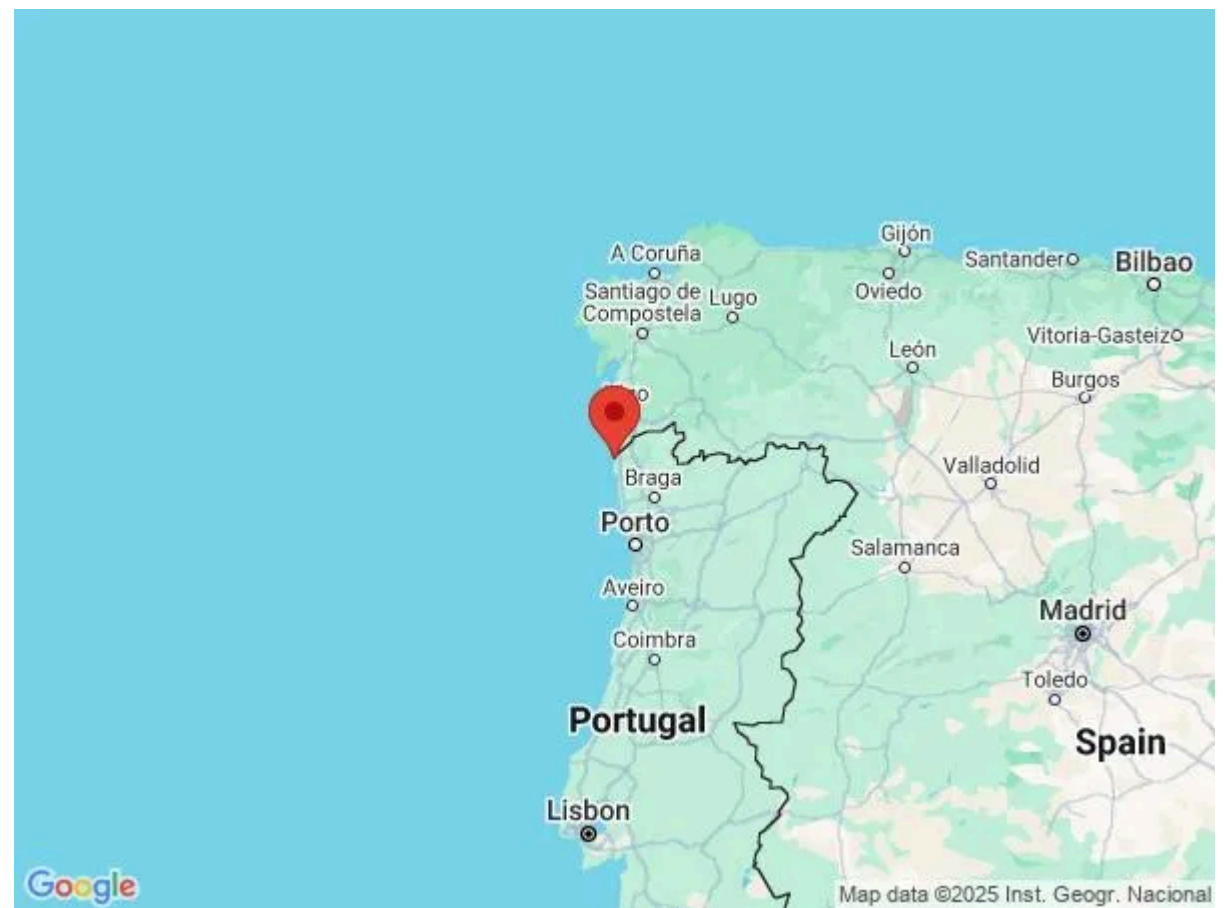 Gijón
A Coruña
Santander
Bilbao
Santiago de
Compostela
Lugo
Oviedo
Vitoria-Gasteiz
León
Burgos
Valladolid
Braga
Porto
Salamanca
Aveiro
Madrid
Coimbra
Toledo
Portugal
Spain
Lisbon
Google
Map data ©2025 Inst. Geogr. Nacional